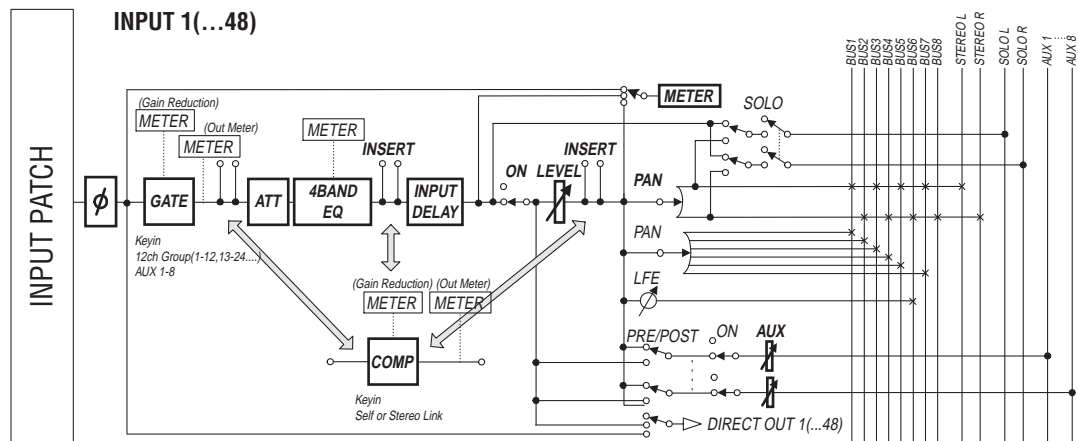 INPUT 1(...48)
INPUT PATCH
BUS1
BUS2
BUS3
BUS4
BUS5
BUS6
BUS7
BUS8
STEREO L
STEREO R
SOLO L
SOLO R
AUX 1
AUX 8
(Gain Reduction)
METER
(Out Meter)
METER
METER
INSERT
METER
SOLO
ϕ
GATE
ATT
4BAND
EQ
INPUT
DELAY
ON
LEVEL
INSERT
PAN
Keyin
12ch Group(1-12,13-24....)
AUX 1-8
PAN
LFE
(Gain Reduction)
METER
(Out Meter)
METER
COMP
Keyin
Self or Stereo Link
PRE/POST
ON
AUX
DIRECT OUT 1(...48)